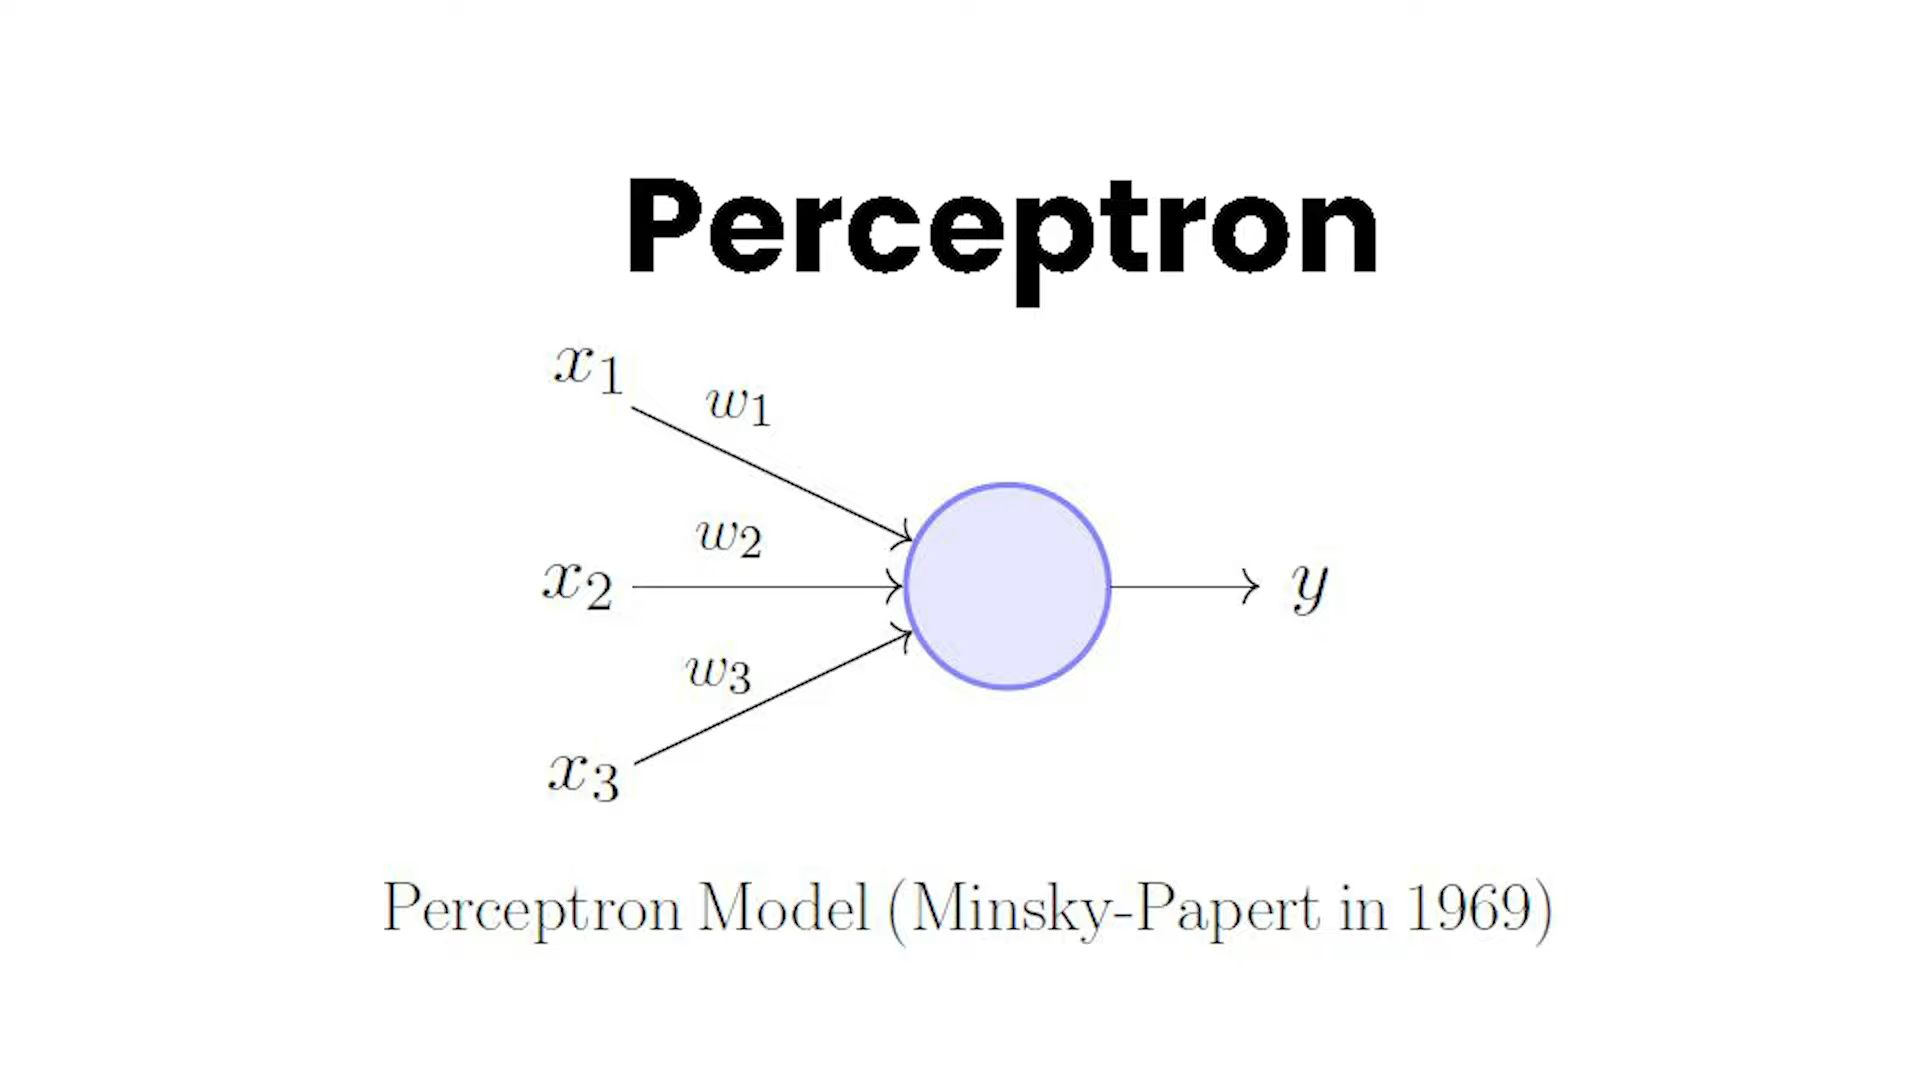 Perceptron
x1
w1
w2
x2
y
w3
x3
Perceptron Model (Minsky-Papert in 1969)